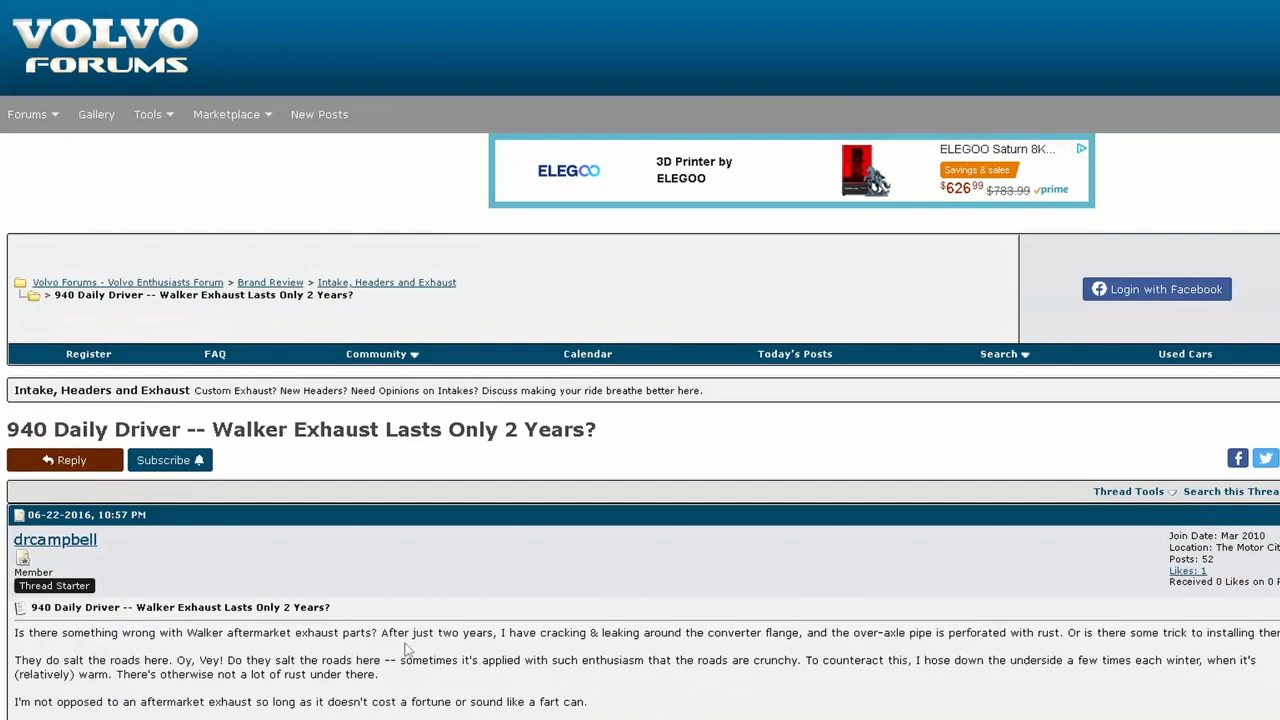 VOLVO
FORUMS
Forums Gallery Tools Marketplace New Posts
ELEGOO
3D Printer by
ELEGOO
ELEGOO Saturn 8K...
Savings & sales
$626⁹⁹ $783.99 prime
Volvo Forums - Volvo Enthusiasts Forum > Brand Review > Intake, Headers and Exhaust
> 940 Daily Driver -- Walker Exhaust Lasts Only 2 Years?
Login with Facebook
Register FAQ Community Calendar Today's Posts Search Used Cars
Intake, Headers and Exhaust Custom Exhaust? New Headers? Need Opinions on Intakes? Discuss making your ride breathe better here.
940 Daily Driver -- Walker Exhaust Lasts Only 2 Years?
Reply Subscribe
Thread Tools Search this Threa
06-22-2016, 10:57 PM
drcampbell
Member
Thread Starter
Join Date: Mar 2010
Location: The Motor Cit
Posts: 52
Likes: 1
Received 0 Likes on 0 P
940 Daily Driver -- Walker Exhaust Lasts Only 2 Years?
Is there something wrong with Walker aftermarket exhaust parts? After just two years, I have cracking & leaking around the converter flange, and the over-axle pipe is perforated with rust. Or is there some trick to installing ther
They do salt the roads here. Oy, Vey! Do they salt the roads here -- sometimes it's applied with such enthusiasm that the roads are crunchy. To counteract this, I hose down the underside a few times each winter, when it's
(relatively) warm. There's otherwise not a lot of rust under there.
I'm not opposed to an aftermarket exhaust so long as it doesn't cost a fortune or sound like a fart can.